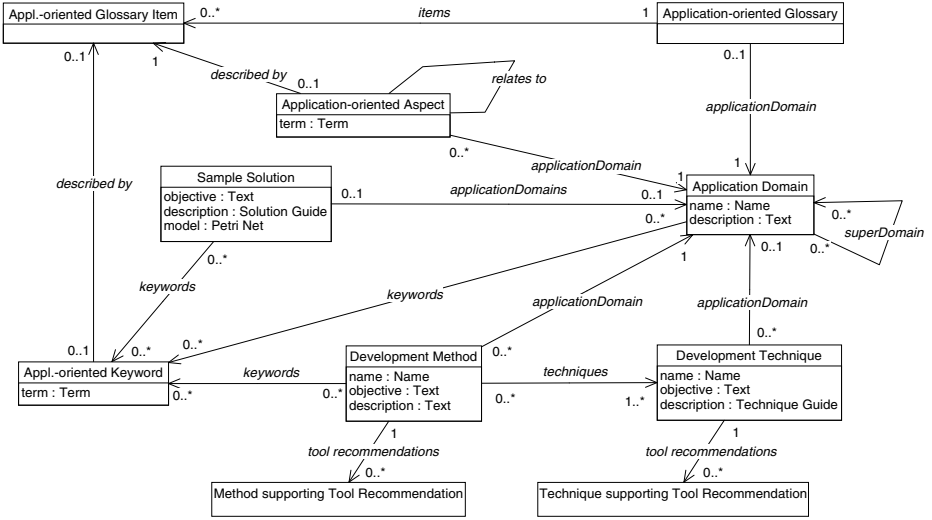 Appl.-oriented Glossary Item
0..*
items
1
Application-oriented Glossary
0..1
1
described by
0..1
relates to
0..1
Application-oriented Aspect
term : Term
0..*
applicationDomain
applicationDomain
1
1
described by
Sample Solution
objective : Text
description : Solution Guide
model : Petri Net
0..1
applicationDomains
0..1
Application Domain
name : Name
description : Text
0..*
0..*
superDomain
0..*
0..*
keywords
keywords
1
0..1
applicationDomain
applicationDomain
0..1
0..*
0..*
0..*
0..*
Appl.-oriented Keyword
term : Term
0..*
keywords
0..*
Development Method
name : Name
objective : Text
description : Text
techniques
0..*
1..*
Development Technique
name : Name
objective : Text
description : Technique Guide
1
tool recommendations
0..*
1
tool recommendations
0..*
Method supporting Tool Recommendation
Technique supporting Tool Recommendation